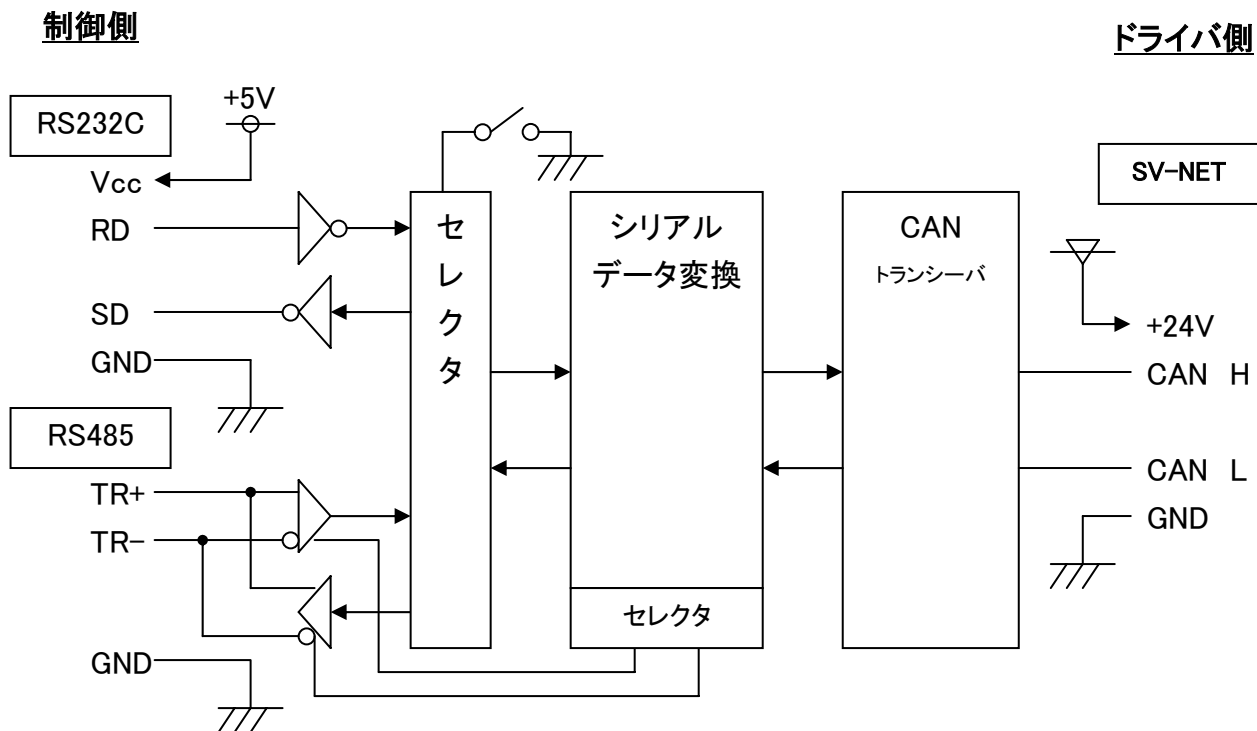 制御側
ドライバ側
RS232C
+5V
Vcc
RD
SD
GND
RS485
TR+
TR-
GND
セレクタ
シリアル
データ変換
セレクタ
CAN
トランシーバ
SV-NET
+24V
CAN H
CAN L
GND